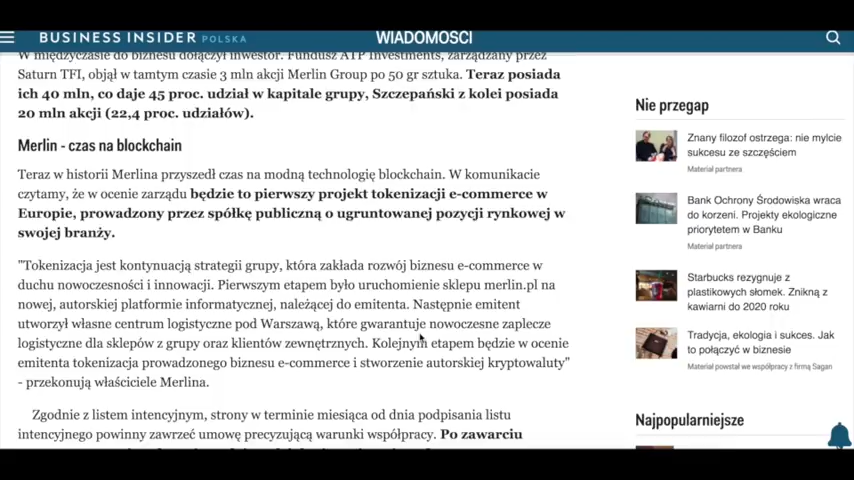 BUSINESS INSIDER POLSKA
WIADOMOŚCI
W międzyczasie do biznesu dołączył inwestor. Fundusz ATP Investments, zarządzany przez
Saturn TFI, objął w tamtym czasie 3 mln akcji Merlin Group po 50 gr sztuka. Teraz posiada
ich 40 mln, co daje 45 proc. udział w kapitale grupy, Szczepański z kolei posiada
20 mln akcji (22,4 proc. udziałów).
Merlin - czas na blockchain
Teraz w historii Merlina przyszedł czas na modną technologię blockchain. W komunikacie
czytamy, że w ocenie zarządu będzie to pierwszy projekt tokenizacji e-commerce w
Europie, prowadzony przez spółkę publiczną o ugruntowanej pozycji rynkowej w
swojej branży.
"Tokenizacja jest kontynuacją strategii grupy, która zakłada rozwój biznesu e-commerce w
duchu nowoczesności i innowacji. Pierwszym etapem było uruchomienie sklepu merlin.pl na
nowej, autorskiej platformie informatycznej, należącej do emitenta. Następnie emitent
utworzył własne centrum logistyczne pod Warszawą, które gwarantuje nowoczesne zaplecze
logistyczne dla sklepów z grupy oraz klientów zewnętrznych. Kolejnym etapem będzie w ocenie
emitenta tokenizacja prowadzonego biznesu e-commerce i stworzenie autorskiej kryptowaluty"
- przekonują właściciele Merlina.
Zgodnie z listem intencyjnym, strony w terminie miesiąca od dnia podpisania listu
intencyjnego powinny zawrzeć umowę precyzującą warunki współpracy. Po zawarciu
Nie przegap
Znany filozof ostrzega: nie mylcie
sukcesu ze szczęściem
Materiał partnera
Bank Ochrony Środowiska wraca
do korzeni. Projekty ekologiczne
priorytetem w Banku
Materiał partnera
Starbucks rezygnuje z
plastikowych słomek. Znikną z
kawiarni do 2020 roku
Tradycja, ekologia i sukces. Jak
to połączyć w biznesie
Materiał powstał we współpracy z firmą Sagan
Najpopularniejsze